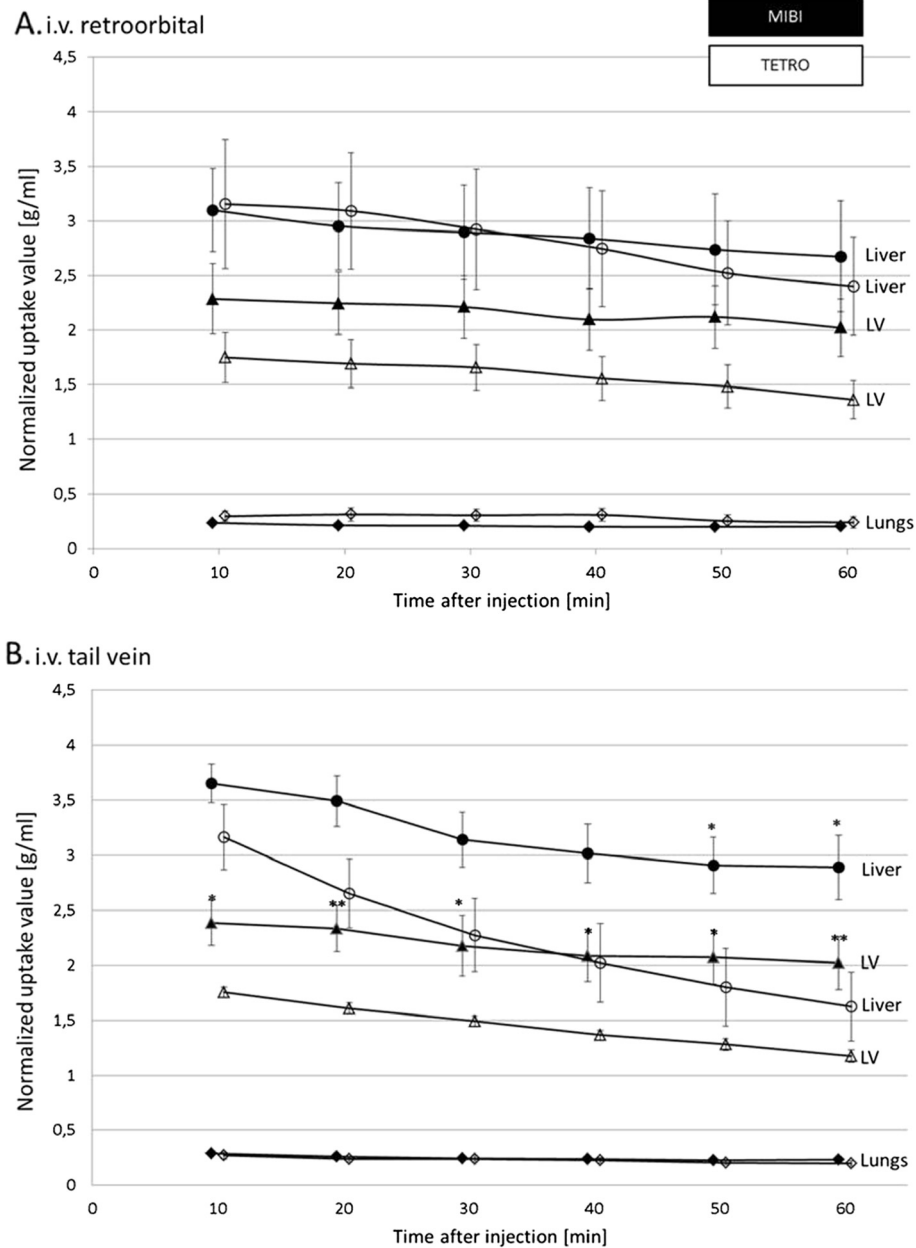 A. i.v. retroorbital
MIBI
TETRO
4,5
4
3,5
3
2,5
2
1,5
1
0,5
0
Normalized uptake value [g/ml]
Liver
Liver
LV
LV
Lungs
0 10 20 30 40 50 60
Time after injection [min]
B. i.v. tail vein
4,5
4
3,5
3
2,5
2
1,5
1
0,5
0
Normalized uptake value [g/ml]
* *
Liver
* ** * * * **
LV
Liver
LV
Lungs
0 10 20 30 40 50 60
Time after injection [min]